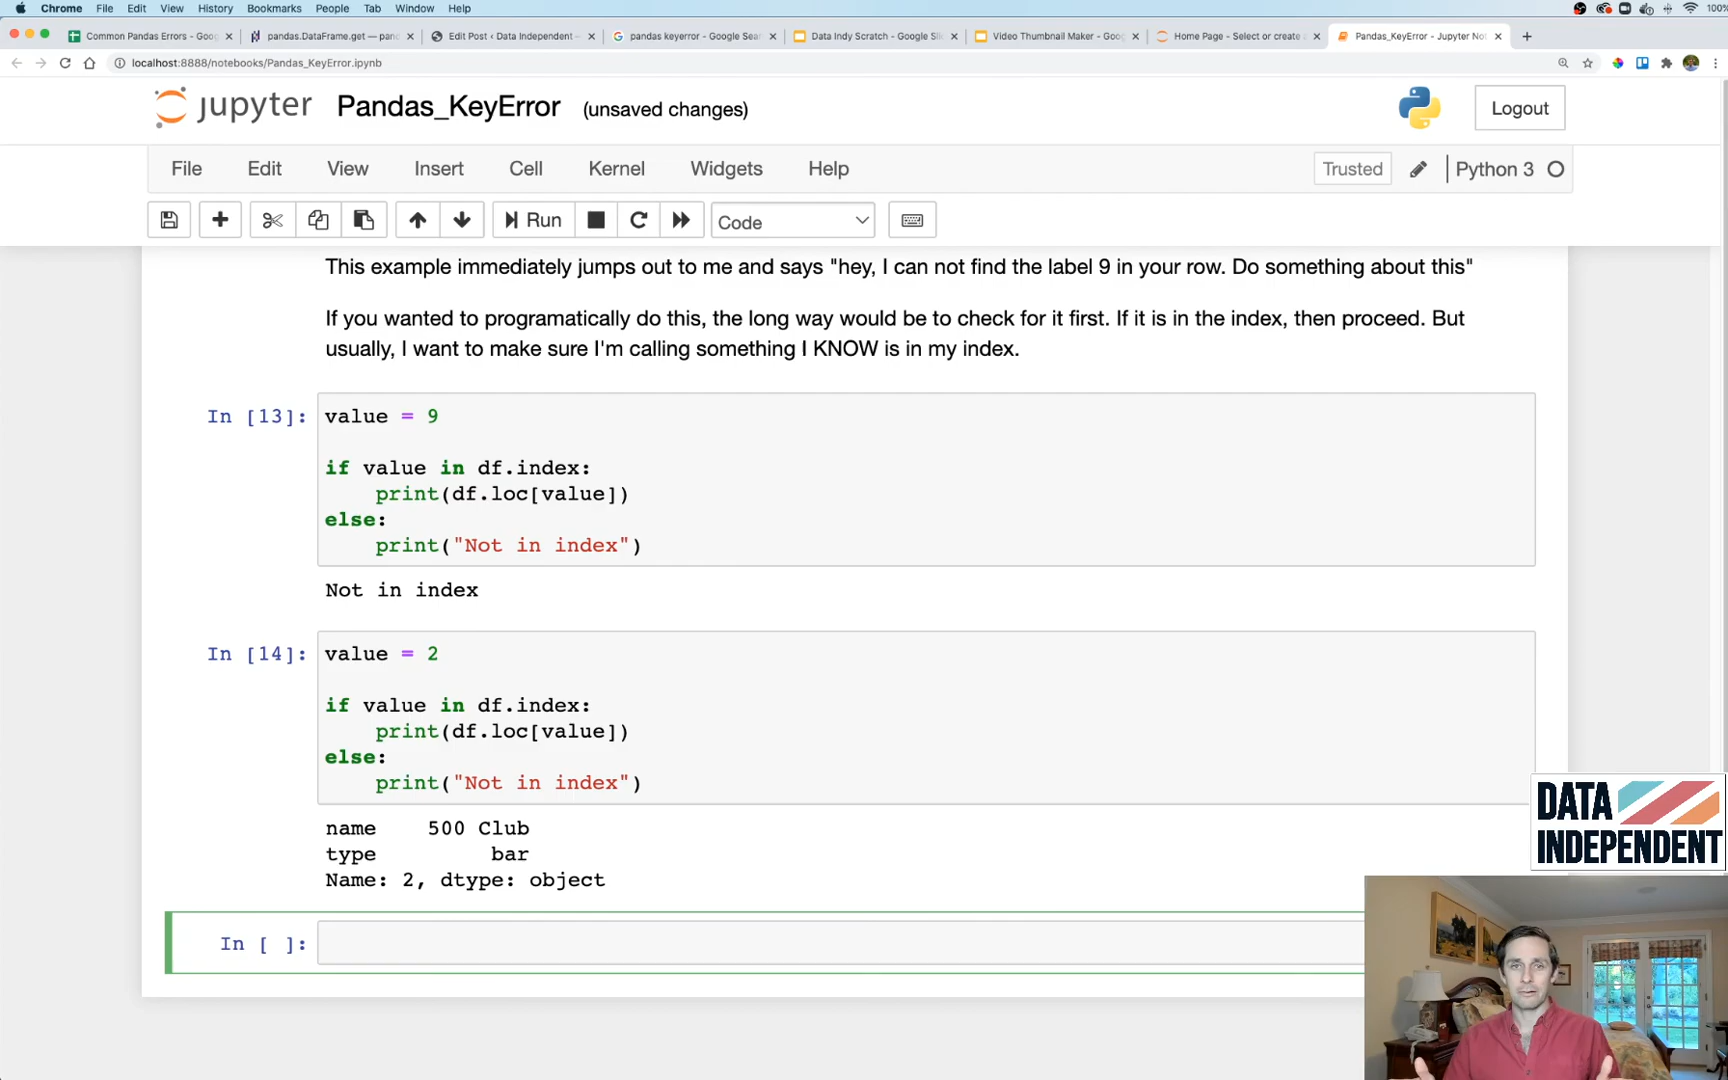 Chrome File Edit View History Bookmarks People Tab Window Help 100%
Common Pandas Errors - Goog
pandas.DataFrame.get — pand
Edit Post ‹ Data Independent —
pandas keyerror - Google Sear
Data Indy Scratch - Google Slid
Video Thumbnail Maker - Goog
Home Page - Select or create a
Pandas_KeyError - Jupyter Not
localhost:8888/notebooks/Pandas_KeyError.ipynb
jupyter Pandas_KeyError (unsaved changes) Logout
File Edit View Insert Cell Kernel Widgets Help Trusted Python 3
Run Code
This example immediately jumps out to me and says "hey, I can not find the label 9 in your row. Do something about this"
If you wanted to programatically do this, the long way would be to check for it first. If it is in the index, then proceed. But
usually, I want to make sure I'm calling something I KNOW is in my index.
In [13]: value = 9
if value in df.index:
print(df.loc[value])
else:
print("Not in index")
Not in index
In [14]: value = 2
if value in df.index:
print(df.loc[value])
else:
print("Not in index")
name 500 Club
type bar
Name: 2, dtype: object
In [ ]:
DATA
INDEPENDENT